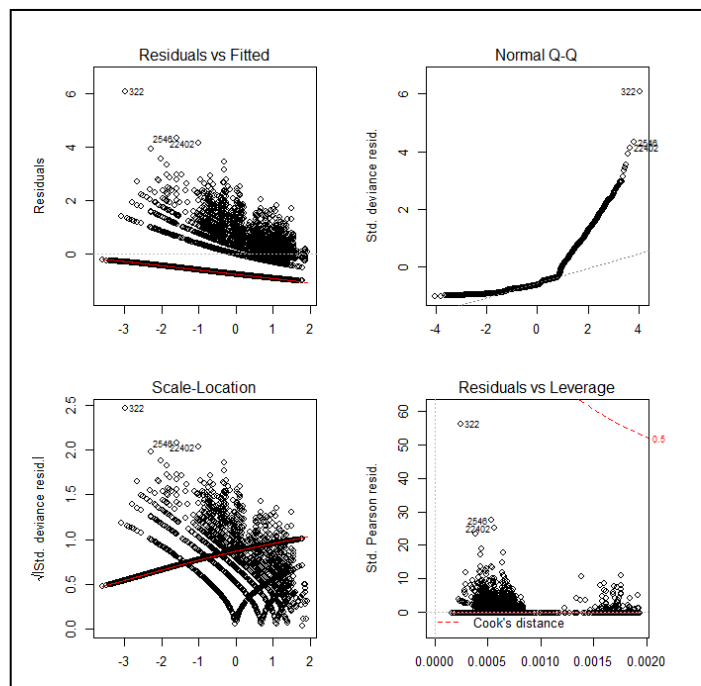 Residuals vs Fitted
Residuals
6
4
2
0
322
2546
22402
-3 -2 -1 0 1 2
Normal Q-Q
Std. deviance resid.
6
4
2
0
322
2546
22402
-4 -2 0 2 4
Scale-Location
√|Std. deviance resid.|
2.5
2.0
1.5
1.0
0.5
0.0
322
2546
22402
-3 -2 -1 0 1 2
Residuals vs Leverage
Std. Pearson resid.
60
50
40
30
20
10
0
322
2546
22402
0.5
Cook's distance
0.0000 0.0005 0.0010 0.0015 0.0020